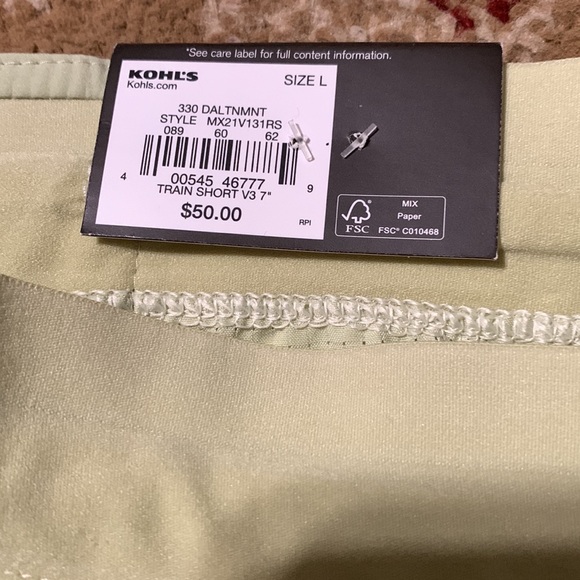 *See care label for full content information.
KOHL'S SIZE L
Kohls.com
330 DALTNMNT
STYLE MX21V131RS
089 60 62
4 00545 46777 9
TRAIN SHORT V3 7"
$50.00
RPI
FSC
MIX
Paper
FSC® C010468